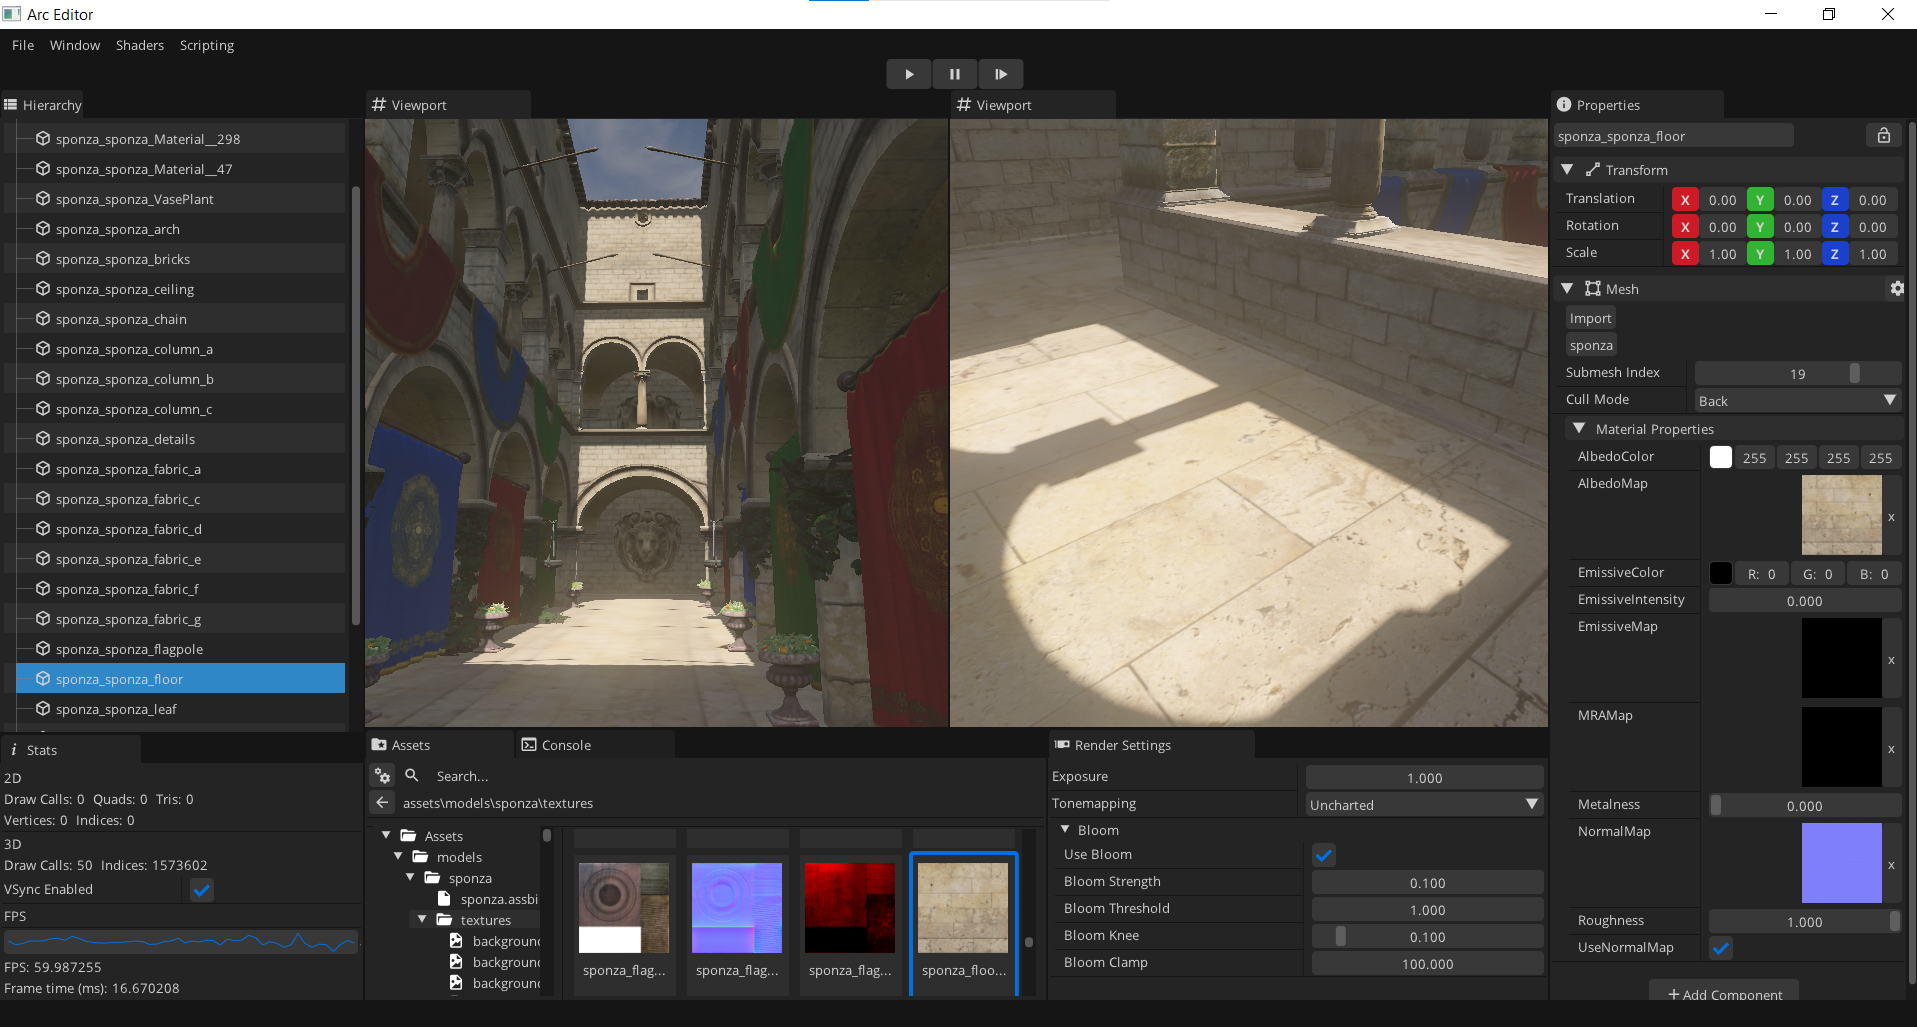 Arc Editor
File Window Shaders Scripting
Hierarchy
sponza_sponza_Material__298
sponza_sponza_Material__47
sponza_sponza_VasePlant
sponza_sponza_arch
sponza_sponza_bricks
sponza_sponza_ceiling
sponza_sponza_chain
sponza_sponza_column_a
sponza_sponza_column_b
sponza_sponza_column_c
sponza_sponza_details
sponza_sponza_fabric_a
sponza_sponza_fabric_c
sponza_sponza_fabric_d
sponza_sponza_fabric_e
sponza_sponza_fabric_f
sponza_sponza_fabric_g
sponza_sponza_flagpole
sponza_sponza_floor
sponza_sponza_leaf
Stats
2D
Draw Calls: 0 Quads: 0 Tris: 0
Vertices: 0 Indices: 0
3D
Draw Calls: 50 Indices: 1573602
VSync Enabled
FPS
FPS: 59.987255
Frame time (ms): 16.670208
Viewport
Viewport
Assets
Console
Search...
assets\models\sponza\textures
Assets
models
sponza
sponza.assbi
textures
background
background
background
sponza_flag...
sponza_flag...
sponza_flag...
sponza_floo...
Render Settings
Exposure 1.000
Tonemapping Uncharted
Bloom
Use Bloom
Bloom Strength 0.100
Bloom Threshold 1.000
Bloom Knee 0.100
Bloom Clamp 100.000
Properties
sponza_sponza_floor
Transform
Translation X 0.00 Y 0.00 Z 0.00
Rotation X 0.00 Y 0.00 Z 0.00
Scale X 1.00 Y 1.00 Z 1.00
Mesh
Import
sponza
Submesh Index 19
Cull Mode Back
Material Properties
AlbedoColor 255 255 255 255
AlbedoMap x
EmissiveColor R: 0 G: 0 B: 0
EmissiveIntensity 0.000
EmissiveMap x
MRAMap x
Metalness 0.000
NormalMap x
Roughness 1.000
UseNormalMap
+ Add Component